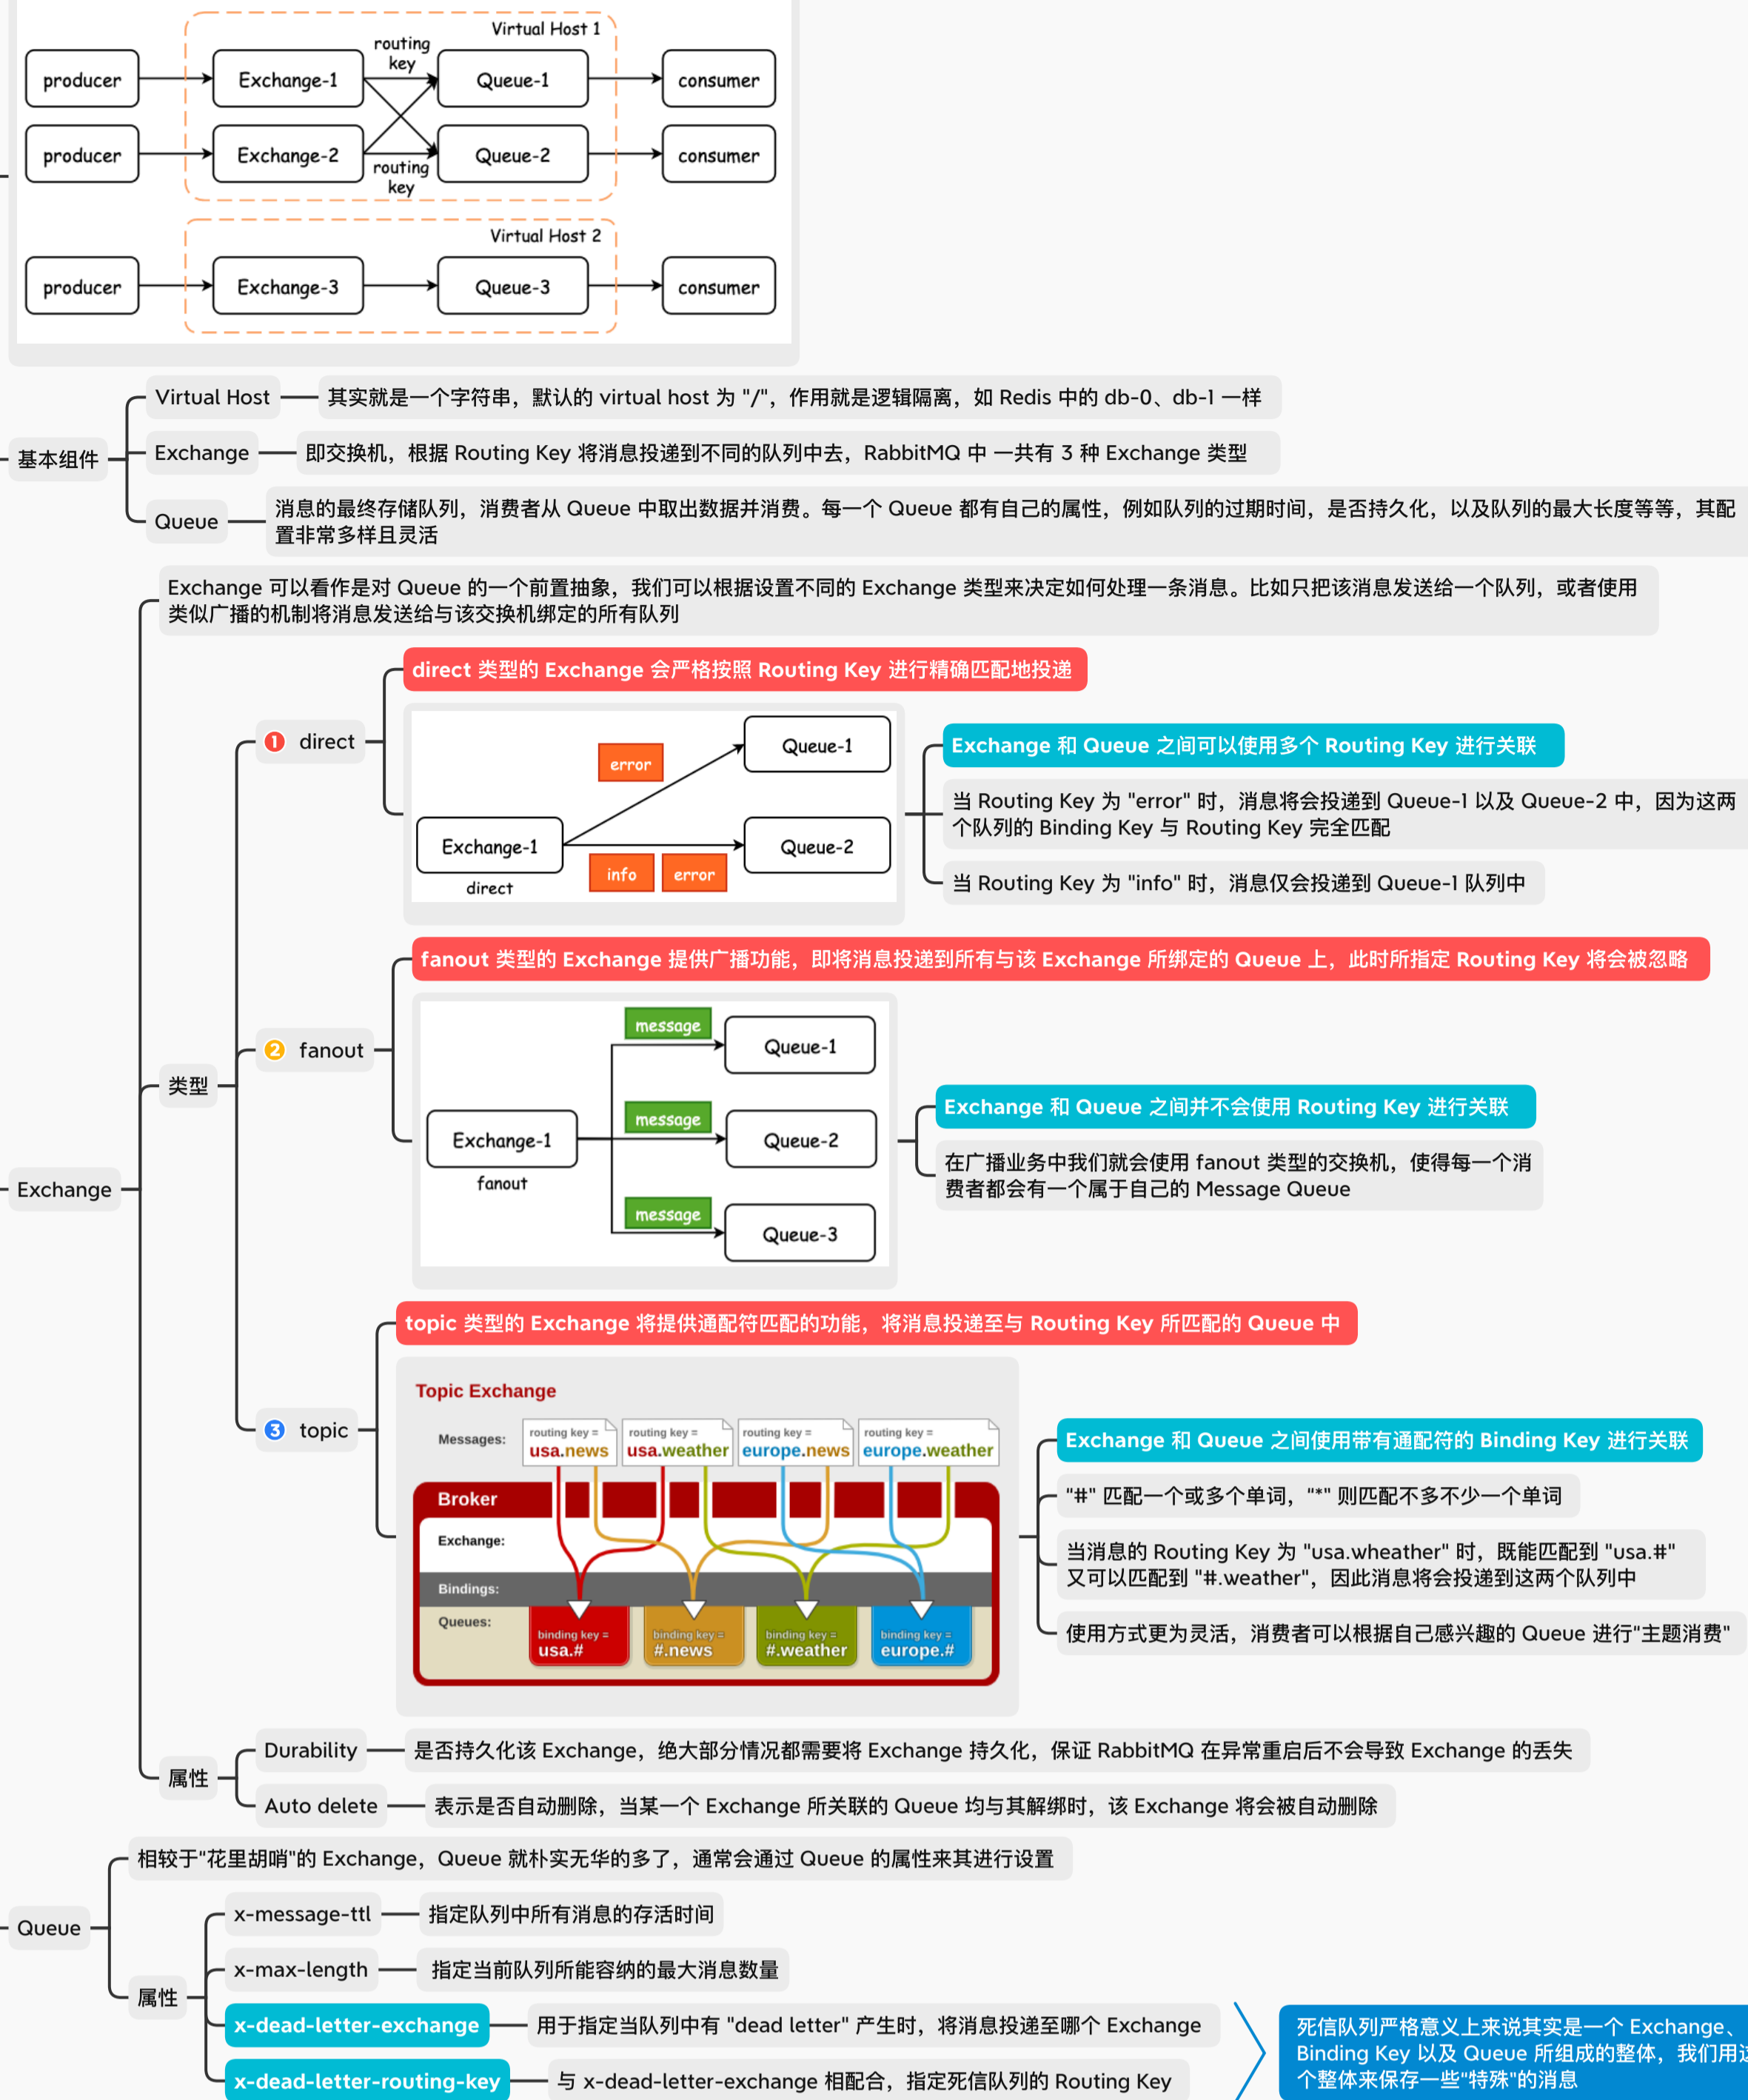 Virtual Host 1
routing
key
producer
Exchange-1
Queue-1
consumer
producer
Exchange-2
Queue-2
consumer
routing
key
Virtual Host 2
producer
Exchange-3
Queue-3
consumer
基本组件
Virtual Host
其实就是一个字符串，默认的 virtual host 为 "/"，作用就是逻辑隔离，如 Redis 中的 db-0、db-1 一样
Exchange
即交换机，根据 Routing Key 将消息投递到不同的队列中去，RabbitMQ 中 一共有 3 种 Exchange 类型
Queue
消息的最终存储队列，消费者从 Queue 中取出数据并消费。每一个 Queue 都有自己的属性，例如队列的过期时间，是否持久化，以及队列的最大长度等等，其配
置非常多样且灵活
Exchange
Exchange 可以看作是对 Queue 的一个前置抽象，我们可以根据设置不同的 Exchange 类型来决定如何处理一条消息。比如只把该消息发送给一个队列，或者使用
类似广播的机制将消息发送给与该交换机绑定的所有队列
类型
1 direct
direct 类型的 Exchange 会严格按照 Routing Key 进行精确匹配地投递
Queue-1
error
Exchange-1
Queue-2
info
error
direct
Exchange 和 Queue 之间可以使用多个 Routing Key 进行关联
当 Routing Key 为 "error" 时，消息将会投递到 Queue-1 以及 Queue-2 中，因为这两
个队列的 Binding Key 与 Routing Key 完全匹配
当 Routing Key 为 "info" 时，消息仅会投递到 Queue-1 队列中
2 fanout
fanout 类型的 Exchange 提供广播功能，即将消息投递到所有与该 Exchange 所绑定的 Queue 上，此时所指定 Routing Key 将会被忽略
message
Queue-1
message
Exchange-1
Queue-2
fanout
message
Queue-3
Exchange 和 Queue 之间并不会使用 Routing Key 进行关联
在广播业务中我们就会使用 fanout 类型的交换机，使得每一个消
费者都会有一个属于自己的 Message Queue
3 topic
topic 类型的 Exchange 将提供通配符匹配的功能，将消息投递至与 Routing Key 所匹配的 Queue 中
Topic Exchange
Messages:
routing key =
usa.news
routing key =
usa.weather
routing key =
europe.news
routing key =
europe.weather
Broker
Exchange:
Bindings:
Queues:
binding key =
usa.#
binding key =
#.news
binding key =
#.weather
binding key =
europe.#
Exchange 和 Queue 之间使用带有通配符的 Binding Key 进行关联
"#" 匹配一个或多个单词，"*" 则匹配不多不少一个单词
当消息的 Routing Key 为 "usa.wheather" 时，既能匹配到 "usa.#"
又可以匹配到 "#.weather"，因此消息将会投递到这两个队列中
使用方式更为灵活，消费者可以根据自己感兴趣的 Queue 进行"主题消费"
属性
Durability
是否持久化该 Exchange，绝大部分情况都需要将 Exchange 持久化，保证 RabbitMQ 在异常重启后不会导致 Exchange 的丢失
Auto delete
表示是否自动删除，当某一个 Exchange 所关联的 Queue 均与其解绑时，该 Exchange 将会被自动删除
Queue
相较于"花里胡哨"的 Exchange，Queue 就朴实无华的多了，通常会通过 Queue 的属性来其进行设置
属性
x-message-ttl
指定队列中所有消息的存活时间
x-max-length
指定当前队列所能容纳的最大消息数量
x-dead-letter-exchange
用于指定当队列中有 "dead letter" 产生时，将消息投递至哪个 Exchange
x-dead-letter-routing-key
与 x-dead-letter-exchange 相配合，指定死信队列的 Routing Key
死信队列严格意义上来说其实是一个 Exchange、
Binding Key 以及 Queue 所组成的整体，我们用这
个整体来保存一些"特殊"的消息